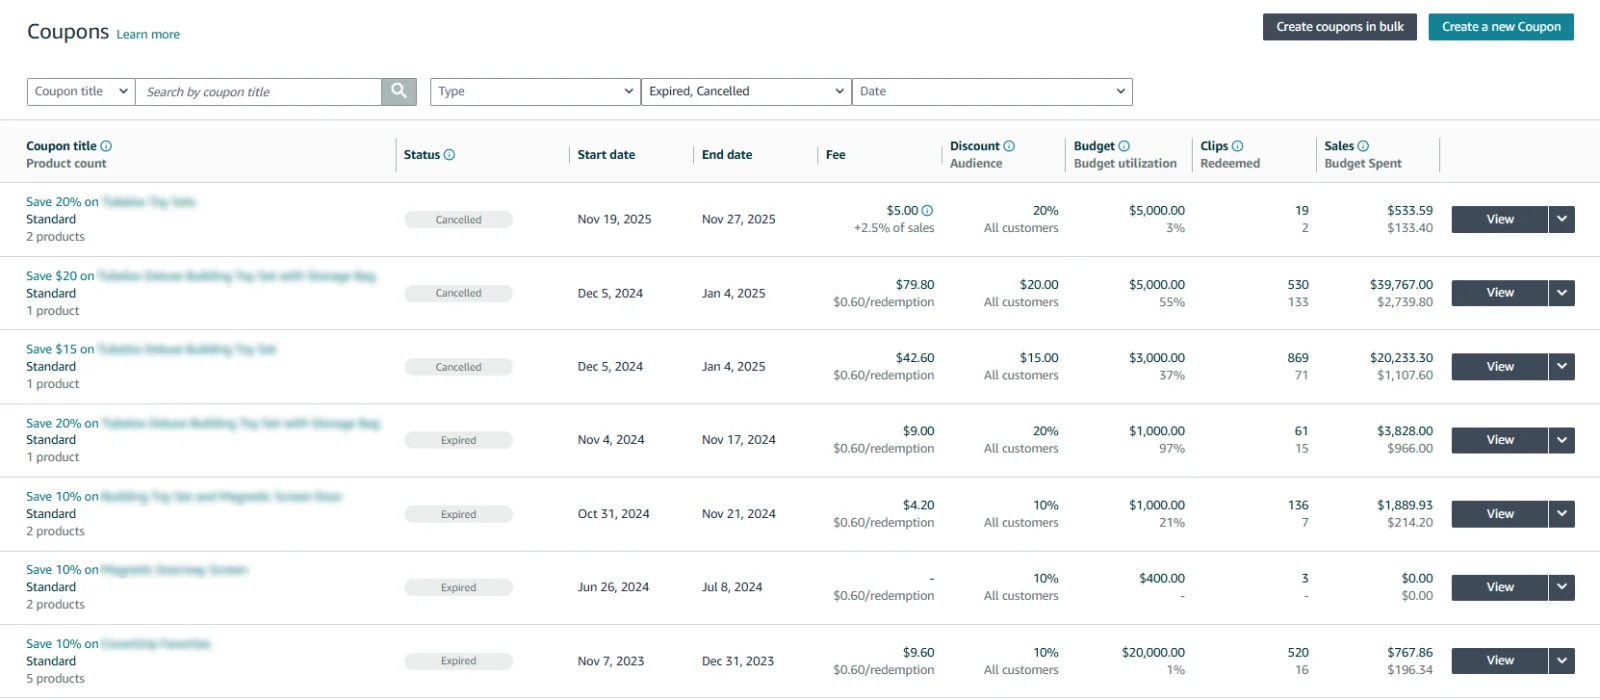 Coupons Learn more
Create coupons in bulk
Create a new Coupon
Coupon title
Search by coupon title
Type
Expired, Cancelled
Date
Coupon title
Product count
Status
Start date
End date
Fee
Discount
Audience
Budget
Budget utilization
Clips
Redeemed
Sales
Budget Spent
Save 20% on
Standard
2 products
Cancelled
Nov 19, 2025
Nov 27, 2025
$5.00
+2.5% of sales
20%
All customers
$5,000.00
3%
19
2
$533.59
$133.40
View
Save $20 on
Standard
1 product
Cancelled
Dec 5, 2024
Jan 4, 2025
$79.80
$0.60/redemption
$20.00
All customers
$5,000.00
55%
530
133
$39,767.00
$2,739.80
View
Save $15 on
Standard
1 product
Cancelled
Dec 5, 2024
Jan 4, 2025
$42.60
$0.60/redemption
$15.00
All customers
$3,000.00
37%
869
71
$20,233.30
$1,107.60
View
Save 20% on
Standard
1 product
Expired
Nov 4, 2024
Nov 17, 2024
$9.00
$0.60/redemption
20%
All customers
$1,000.00
97%
61
15
$3,828.00
$966.00
View
Save 10% on
Standard
2 products
Expired
Oct 31, 2024
Nov 21, 2024
$4.20
$0.60/redemption
10%
All customers
$1,000.00
21%
136
7
$1,889.93
$214.20
View
Save 10% on
Standard
2 products
Expired
Jun 26, 2024
Jul 8, 2024
-
$0.60/redemption
10%
All customers
$400.00
-
3
-
$0.00
$0.00
View
Save 10% on
Standard
5 products
Expired
Nov 7, 2023
Dec 31, 2023
$9.60
$0.60/redemption
10%
All customers
$20,000.00
1%
520
16
$767.86
$196.34
View